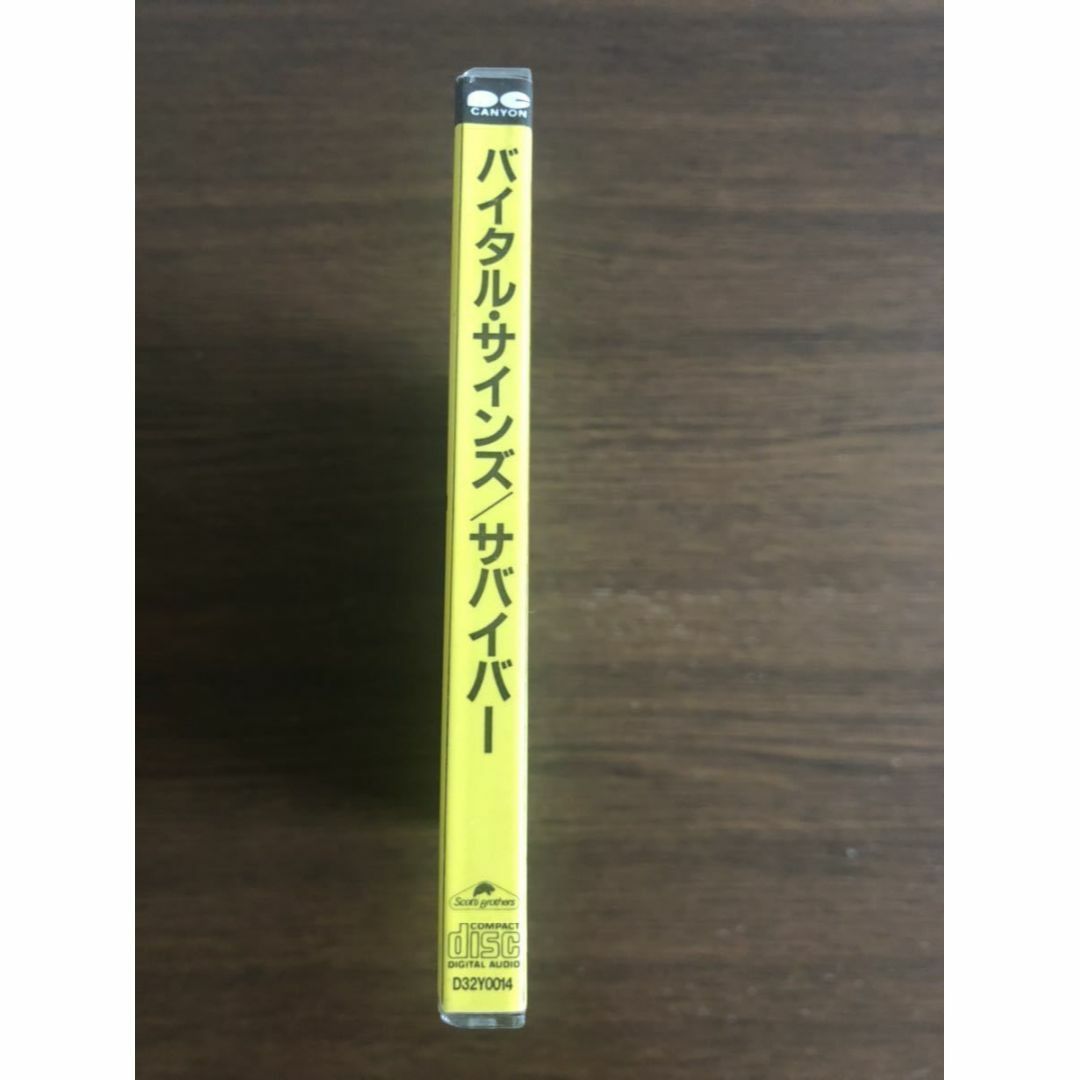 CANYON
バイタル・サインズ/サバイバー
Scotti brothers
COMPACT
disc
DIGITAL AUDIO
D32Y0014